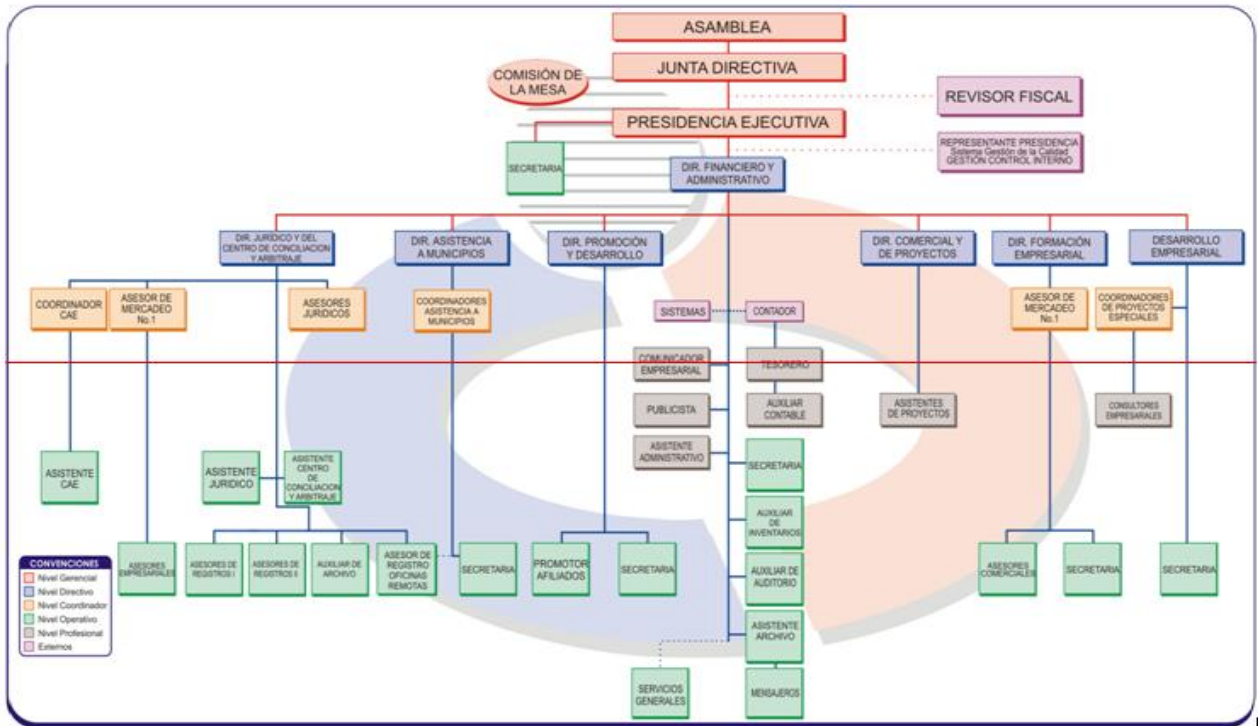 ASAMBLEA
JUNTA DIRECTIVA
COMISIÓN DE
LA MESA
REVISOR FISCAL
PRESIDENCIA EJECUTIVA
REPRESENTANTE PRESIDENCIA
Sistema Gestión de la Calidad
GESTIÓN CONTROL INTERNO
SECRETARIA
DIR. FINANCIERO Y
ADMINISTRATIVO
DIR. JURÍDICO Y DEL
CENTRO DE CONCILIACION
Y ARBITRAJE
DIR. ASISTENCIA
A MUNICIPIOS
DIR. PROMOCIÓN
Y DESARROLLO
DIR. COMERCIAL Y
DE PROYECTOS
DIR. FORMACIÓN
EMPRESARIAL
DESARROLLO
EMPRESARIAL
COORDINADOR
CAE
ASESOR DE
MERCADEO
No.1
ASESORES
JURIDICOS
COORDINADORES
ASISTENCIA A
MUNICIPIOS
SISTEMAS
CONTADOR
ASESOR DE
MERCADEO
No.1
COORDINADORES
DE PROYECTOS
ESPECIALES
COMUNICADOR
EMPRESARIAL
TESORERO
PUBLICISTA
AUXILIAR
CONTABLE
ASISTENTES
DE PROYECTOS
CONSULTORES
EMPRESARIALES
ASISTENTE
ADMINISTRATIVO
ASISTENTE
CAE
ASISTENTE
JURIDICO
ASISTENTE
CENTRO
DE
CONCILIACION
Y ARBITRAJE
SECRETARIA
AUXILIAR
DE
INVENTARIOS
ASESORES
EMPRESARIALES
ASESORES DE
REGISTROS I
ASESORES DE
REGISTROS II
AUXILIAR DE
ARCHIVO
ASESOR DE
REGISTRO
OFICINAS
REMOTAS
SECRETARIA
PROMOTOR
AFILIADOS
SECRETARIA
AUXILIAR
DE
AUDITORIO
ASESORES
COMERCIALES
SECRETARIA
SECRETARIA
ASISTENTE
ARCHIVO
SERVICIOS
GENERALES
MENSAJEROS
CONVENCIONES
Nivel Gerencial
Nivel Directivo
Nivel Coordinador
Nivel Operativo
Nivel Profesional
Externos